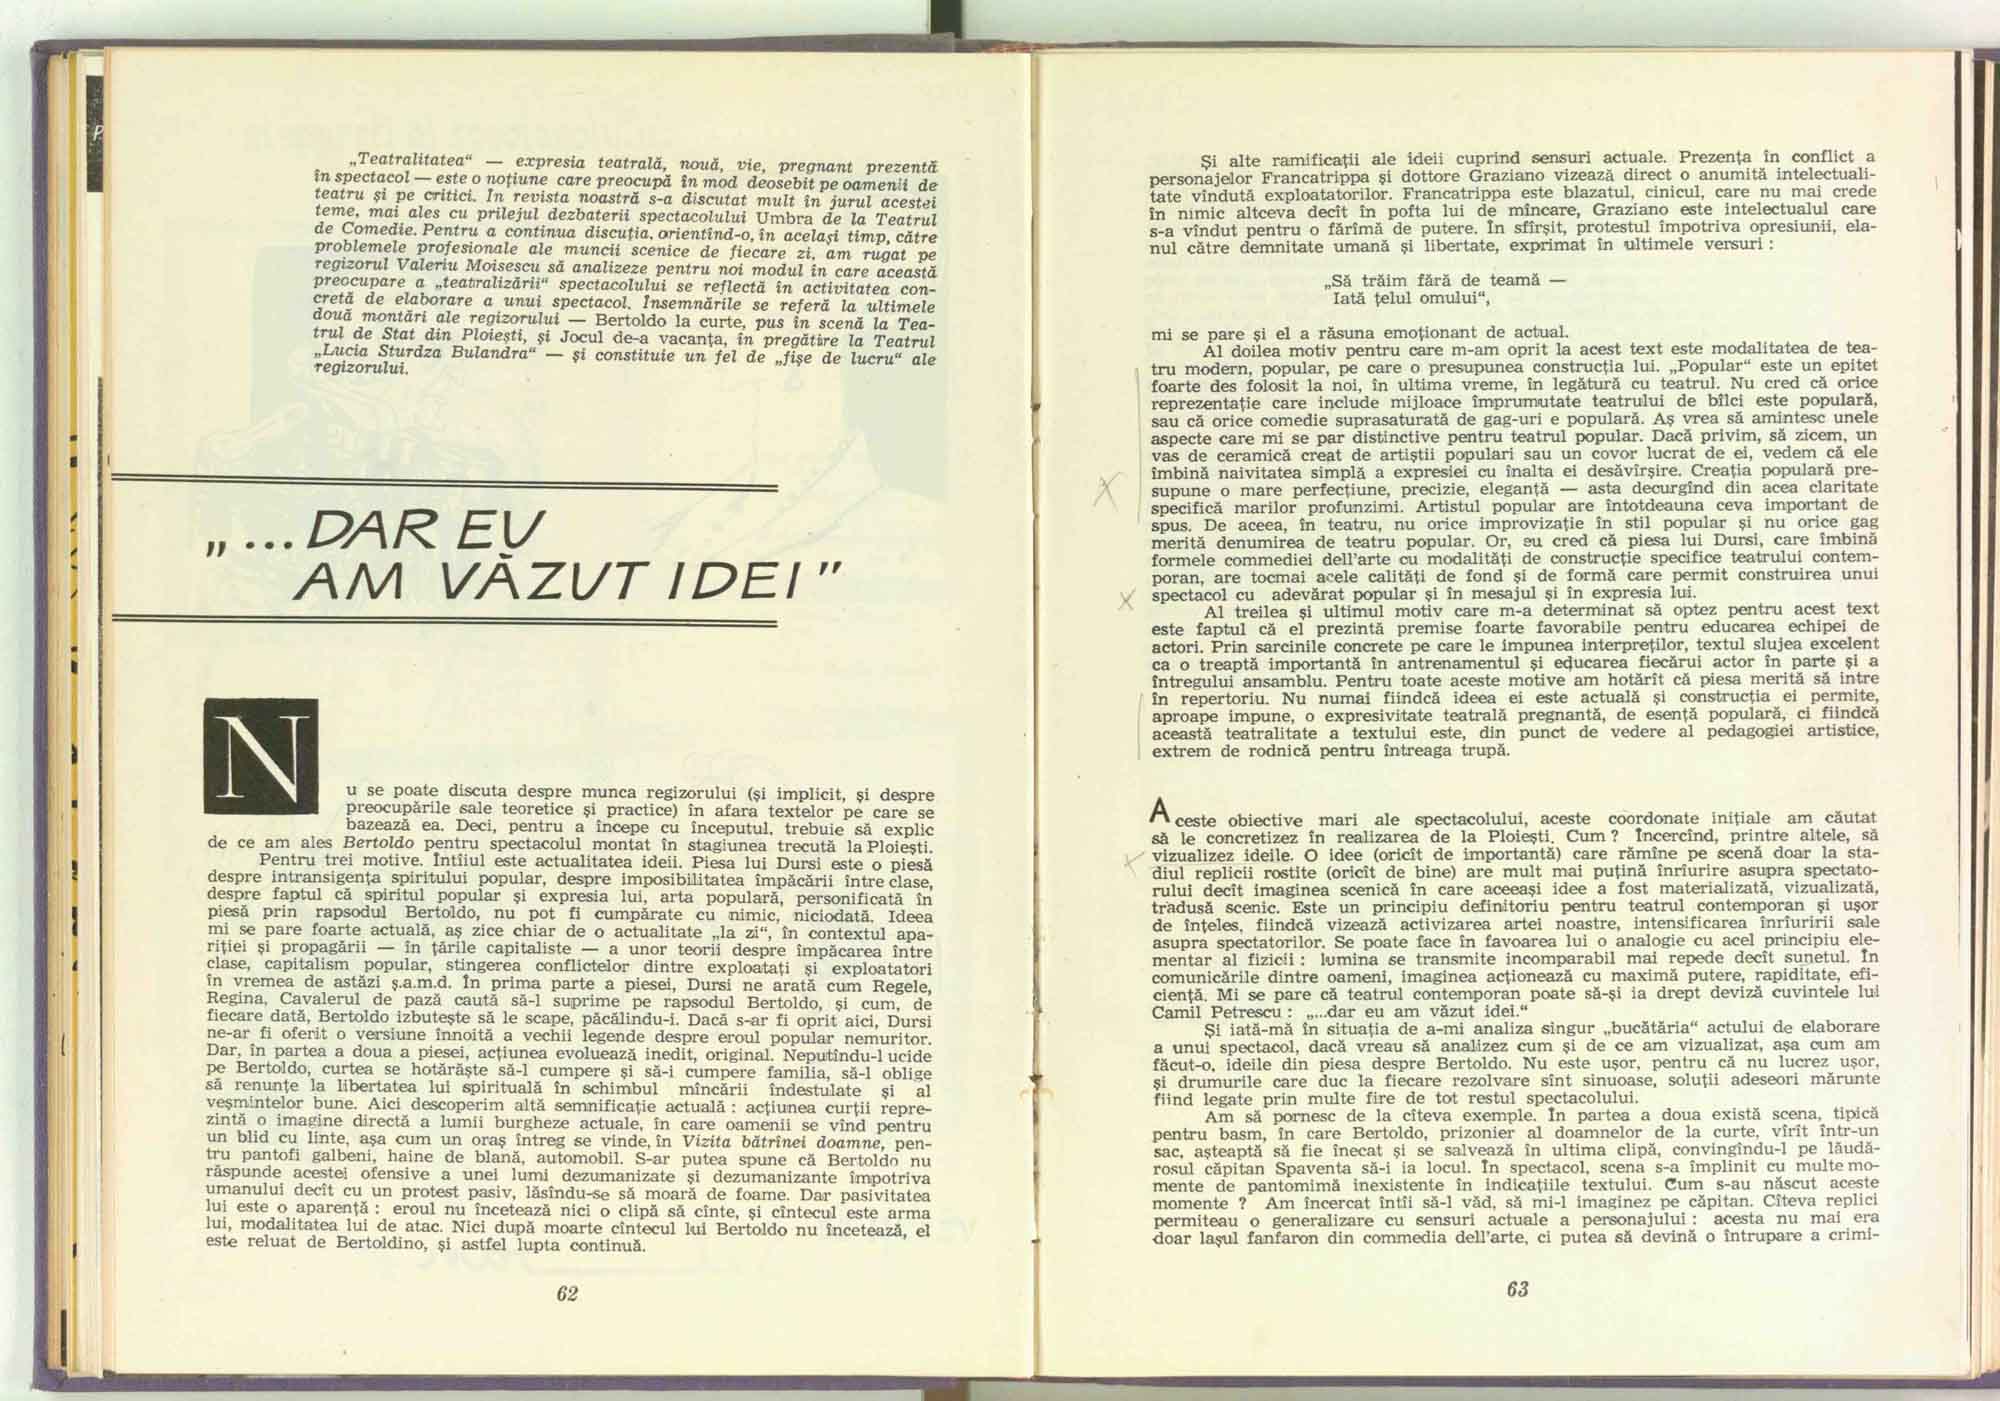 „Teatralitatea“ — expresia teatrală, nouă, vie, pregnant prezentă
în spectacol — este o noțiune care preocupă în mod deosebit pe oamenii de
teatru și pe critici. In revista noastră s-a discutat mult în jurul acestei
teme, mai ales cu prilejul dezbaterii spectacolului Umbra de la Teatrul
de Comedie. Pentru a continua discuția, orientînd-o, în același timp, către
problemele profesionale ale muncii scenice de fiecare zi, am rugat pe
regizorul Valeriu Moisescu să analizeze pentru noi modul în care această
preocupare a „teatralizării“ spectacolului se reflectă în activitatea con-
cretă de elaborare a unui spectacol. Însemnările se referă la ultimele
două montări ale regizorului — Bertoldo la curte, pus în scenă la Tea-
trul de Stat din Ploiești, și Jocul de-a vacanța, în pregătire la Teatrul
„Lucia Sturdza Bulandra“ — și constituie un fel de „fișe de lucru“ ale
regizorului.
„...DAR EU
AM VĂZUT IDEI"
N
u se poate discuta despre munca regizorului (și implicit, și despre
preocupările sale teoretice și practice) în afara textelor pe care se
bazează ea. Deci, pentru a începe cu începutul, trebuie să explic
de ce am ales Bertoldo pentru spectacolul montat în stagiunea trecută la Ploiești.
Pentru trei motive. Întîiul este actualitatea ideii. Piesa lui Dursi este o piesă
despre intransigența spiritului popular, despre imposibilitatea împăcării între clase,
despre faptul că spiritul popular și expresia lui, arta populară, personificată în
piesă prin rapsodul Bertoldo, nu pot fi cumpărate cu nimic, niciodată. Ideea
mi se pare foarte actuală, aș zice chiar de o actualitate „la zi“, în contextul apa-
riției și propagării — în țările capitaliste — a unor teorii despre împăcarea între
clase, capitalism popular, stingerea conflictelor dintre exploatați și exploatatori
în vremea de astăzi ș.a.m.d. În prima parte a piesei, Dursi ne arată cum Regele,
Regina, Cavalerul de pază caută să-l suprime pe rapsodul Bertoldo, și cum, de
fiecare dată, Bertoldo izbutește să le scape, păcălindu-i. Dacă s-ar fi oprit aici, Dursi
ne-ar fi oferit o versiune înnoită a vechii legende despre eroul popular nemuritor.
Dar, în partea a doua a piesei, acțiunea evoluează inedit, original. Neputîndu-l ucide
pe Bertoldo, curtea se hotărăște să-l cumpere și să-i cumpere familia, să-l oblige
să renunțe la libertatea lui spirituală în schimbul mîncării îndestulate și al
veșmintelor bune. Aici descoperim altă semnificație actuală : acțiunea curții repre-
zintă o imagine directă a lumii burgheze actuale, în care oamenii se vînd pentru
un blid cu linte, așa cum un oraș întreg se vinde, în Vizita bătrînei doamne, pen-
tru pantofi galbeni, haine de blană, automobil. S-ar putea spune că Bertoldo nu
răspunde acestei ofensive a unei lumi dezumanizate și dezumanizante împotriva
umanului decît cu un protest pasiv, lăsîndu-se să moară de foame. Dar pasivitatea
lui este o aparență : eroul nu încetează nici o clipă să cînte, și cîntecul este arma
lui, modalitatea lui de atac. Nici după moarte cîntecul lui Bertoldo nu încetează, el
este reluat de Bertoldino, și astfel lupta continuă.
62
Și alte ramificații ale ideii cuprind sensuri actuale. Prezența în conflict a
personajelor Francatrippa și dottore Graziano vizează direct o anumită intelectuali-
tate vîndută exploatatorilor. Francatrippa este blazatul, cinicul, care nu mai crede
în nimic altceva decît în pofta lui de mîncare, Graziano este intelectualul care
s-a vîndut pentru o fărîmă de putere. În sfîrșit, protestul împotriva opresiunii, ela-
nul către demnitate umană și libertate, exprimat în ultimele versuri :
„Să trăim fără de teamă —
Iată țelul omului“,
mi se pare și el a răsuna emoționant de actual.
Al doilea motiv pentru care m-am oprit la acest text este modalitatea de tea-
tru modern, popular, pe care o presupunea construcția lui. „Popular“ este un epitet
foarte des folosit la noi, în ultima vreme, în legătură cu teatrul. Nu cred că orice
reprezentație care include mijloace împrumutate teatrului de bîlci este populară,
sau că orice comedie suprasaturată de gag-uri e populară. Aș vrea să amintesc unele
aspecte care mi se par distinctive pentru teatrul popular. Dacă privim, să zicem, un
vas de ceramică creat de artiștii populari sau un covor lucrat de ei, vedem că ele
îmbină naivitatea simplă a expresiei cu înalta ei desăvîrșire. Creația populară pre-
supune o mare perfecțiune, precizie, eleganță — asta decurgînd din acea claritate
specifică marilor profunzimi. Artistul popular are întotdeauna ceva important de
spus. De aceea, în teatru, nu orice improvizație în stil popular și nu orice gag
merită denumirea de teatru popular. Or, eu cred că piesa lui Dursi, care îmbină
formele commediei dell'arte cu modalități de construcție specifice teatrului contem-
poran, are tocmai acele calități de fond și de formă care permit construirea unui
spectacol cu adevărat popular și în mesajul și în expresia lui.
Al treilea și ultimul motiv care m-a determinat să optez pentru acest text
este faptul că el prezintă premise foarte favorabile pentru educarea echipei de
actori. Prin sarcinile concrete pe care le impunea interpreților, textul slujea excelent
ca o treaptă importantă în antrenamentul și educarea fiecărui actor în parte și a
întregului ansamblu. Pentru toate aceste motive am hotărît că piesa merită să intre
în repertoriu. Nu numai fiindcă ideea ei este actuală și construcția ei permite,
aproape impune, o expresivitate teatrală pregnantă, de esență populară, ci fiindcă
această teatralitate a textului este, din punct de vedere al pedagogiei artistice,
extrem de rodnică pentru întreaga trupă.
Aceste obiective mari ale spectacolului, aceste coordonate inițiale am căutat
să le concretizez în realizarea de la Ploiești. Cum ? Încercînd, printre altele, să
vizualizez ideile. O idee (oricît de importantă) care rămîne pe scenă doar la sta-
diul replicii rostite (oricît de bine) are mult mai puțină înrîurire asupra spectato-
rului decît imaginea scenică în care aceeași idee a fost materializată, vizualizată,
tradusă scenic. Este un principiu definitoriu pentru teatrul contemporan și ușor
de înțeles, fiindcă vizează activizarea artei noastre, intensificarea înrîuririi sale
asupra spectatorilor. Se poate face în favoarea lui o analogie cu acel principiu ele-
mentar al fizicii : lumina se transmite incomparabil mai repede decît sunetul. În
comunicările dintre oameni, imaginea acționează cu maximă putere, rapiditate, efi-
ciență. Mi se pare că teatrul contemporan poate să-și ia drept deviză cuvintele lui
Camil Petrescu : „...dar eu am văzut idei.“
Și iată-mă în situația de a-mi analiza singur „bucătăria“ actului de elaborare
a unui spectacol, dacă vreau să analizez cum și de ce am vizualizat, așa cum am
făcut-o, ideile din piesa despre Bertoldo. Nu este ușor, pentru că nu lucrez ușor,
și drumurile care duc la fiecare rezolvare sînt sinuoase, soluții adeseori mărunte
fiind legate prin multe fire de tot restul spectacolului.
Am să pornesc de la cîteva exemple. În partea a doua există scena, tipică
pentru basm, în care Bertoldo, prizonier al doamnelor de la curte, vîrît într-un
sac, așteaptă să fie înecat și se salvează în ultima clipă, convingîndu-l pe lăudă-
rosul căpitan Spaventa să-i ia locul. În spectacol, scena s-a împlinit cu multe mo-
mente de pantomimă inexistente în indicațiile textului. Cum s-au născut aceste
momente ? Am încercat întîi să-l văd, să mi-l imaginez pe căpitan. Cîteva replici
permiteau o generalizare cu sensuri actuale a personajului : acesta nu mai era
doar lașul fanfaron din commedia dell'arte, ci putea să devină o întrupare a crimi-
63